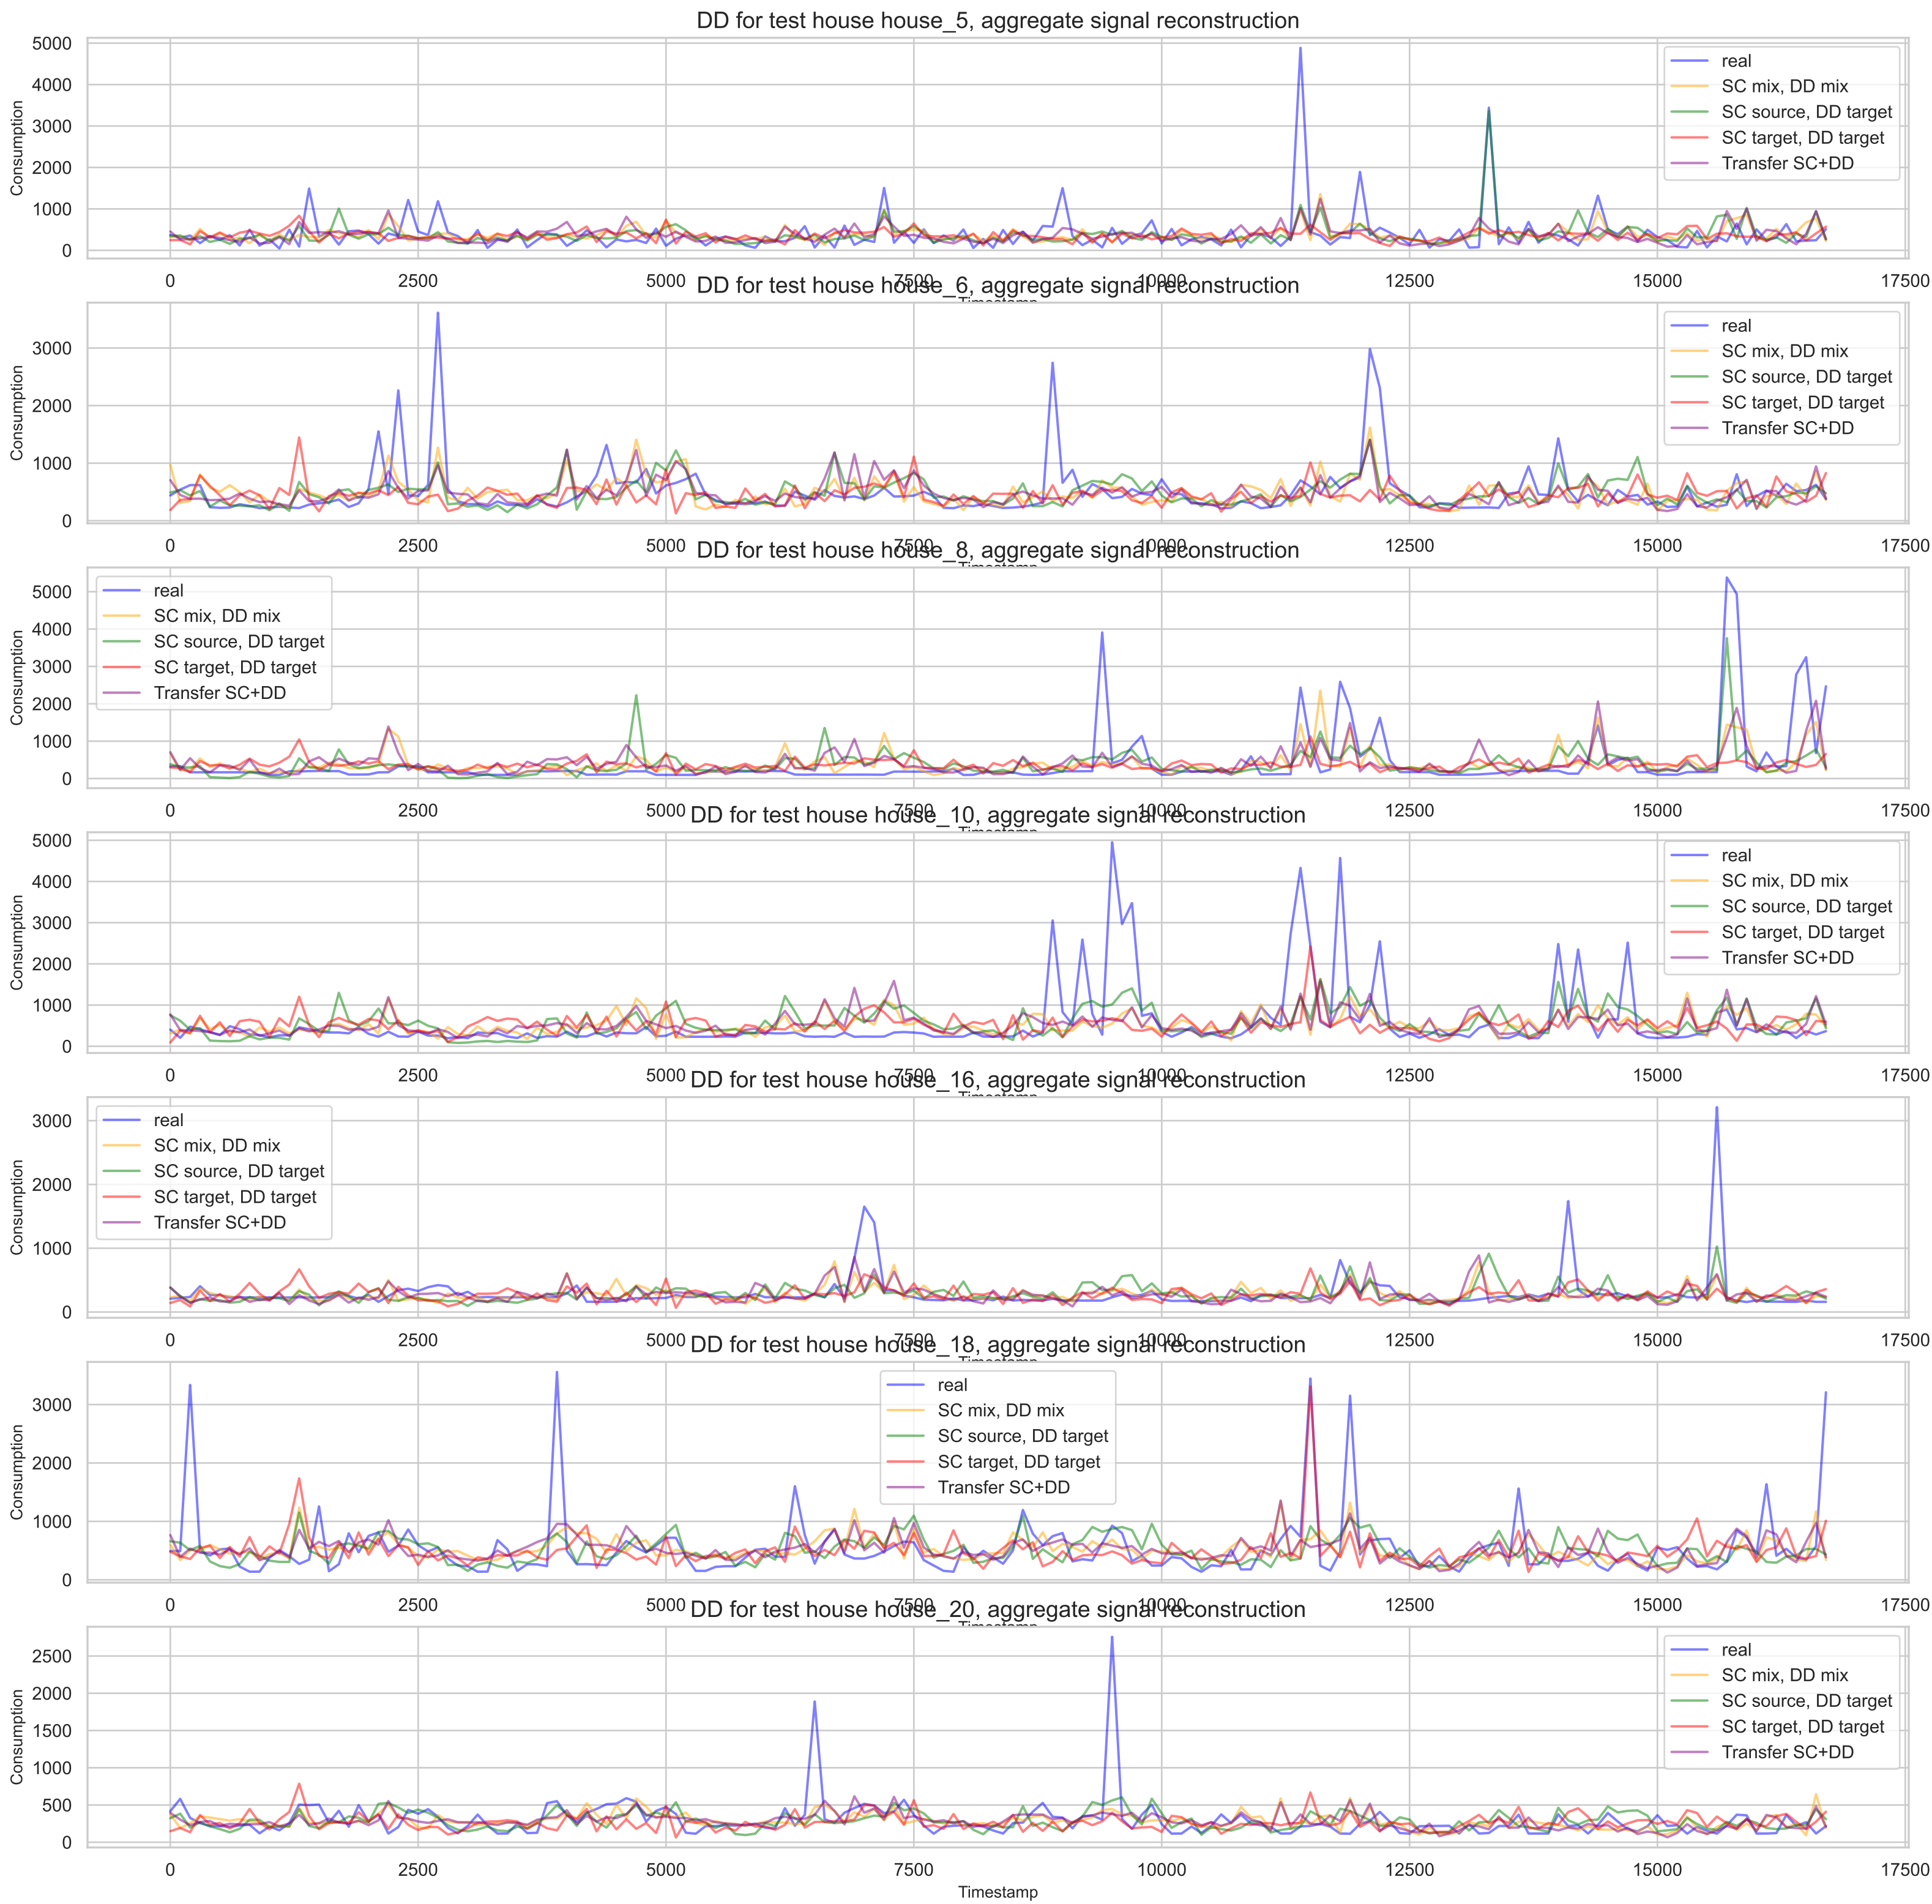 DD for test house house_5, aggregate signal reconstruction
Consumption
5000
4000
3000
2000
1000
0
real
SC mix, DD mix
SC source, DD target
SC target, DD target
Transfer SC+DD
0 2500 5000 7500 10000 12500 15000 17500
Timestamp
DD for test house house_6, aggregate signal reconstruction
Consumption
3000
2000
1000
0
real
SC mix, DD mix
SC source, DD target
SC target, DD target
Transfer SC+DD
0 2500 5000 7500 10000 12500 15000 17500
Timestamp
DD for test house house_8, aggregate signal reconstruction
Consumption
5000
4000
3000
2000
1000
0
real
SC mix, DD mix
SC source, DD target
SC target, DD target
Transfer SC+DD
0 2500 5000 7500 10000 12500 15000 17500
Timestamp
DD for test house house_10, aggregate signal reconstruction
Consumption
5000
4000
3000
2000
1000
0
real
SC mix, DD mix
SC source, DD target
SC target, DD target
Transfer SC+DD
0 2500 5000 7500 10000 12500 15000 17500
Timestamp
DD for test house house_16, aggregate signal reconstruction
Consumption
3000
2000
1000
0
real
SC mix, DD mix
SC source, DD target
SC target, DD target
Transfer SC+DD
0 2500 5000 7500 10000 12500 15000 17500
Timestamp
DD for test house house_18, aggregate signal reconstruction
Consumption
3000
2000
1000
0
real
SC mix, DD mix
SC source, DD target
SC target, DD target
Transfer SC+DD
0 2500 5000 7500 10000 12500 15000 17500
Timestamp
DD for test house house_20, aggregate signal reconstruction
Consumption
2500
2000
1500
1000
500
0
real
SC mix, DD mix
SC source, DD target
SC target, DD target
Transfer SC+DD
0 2500 5000 7500 10000 12500 15000 17500
Timestamp